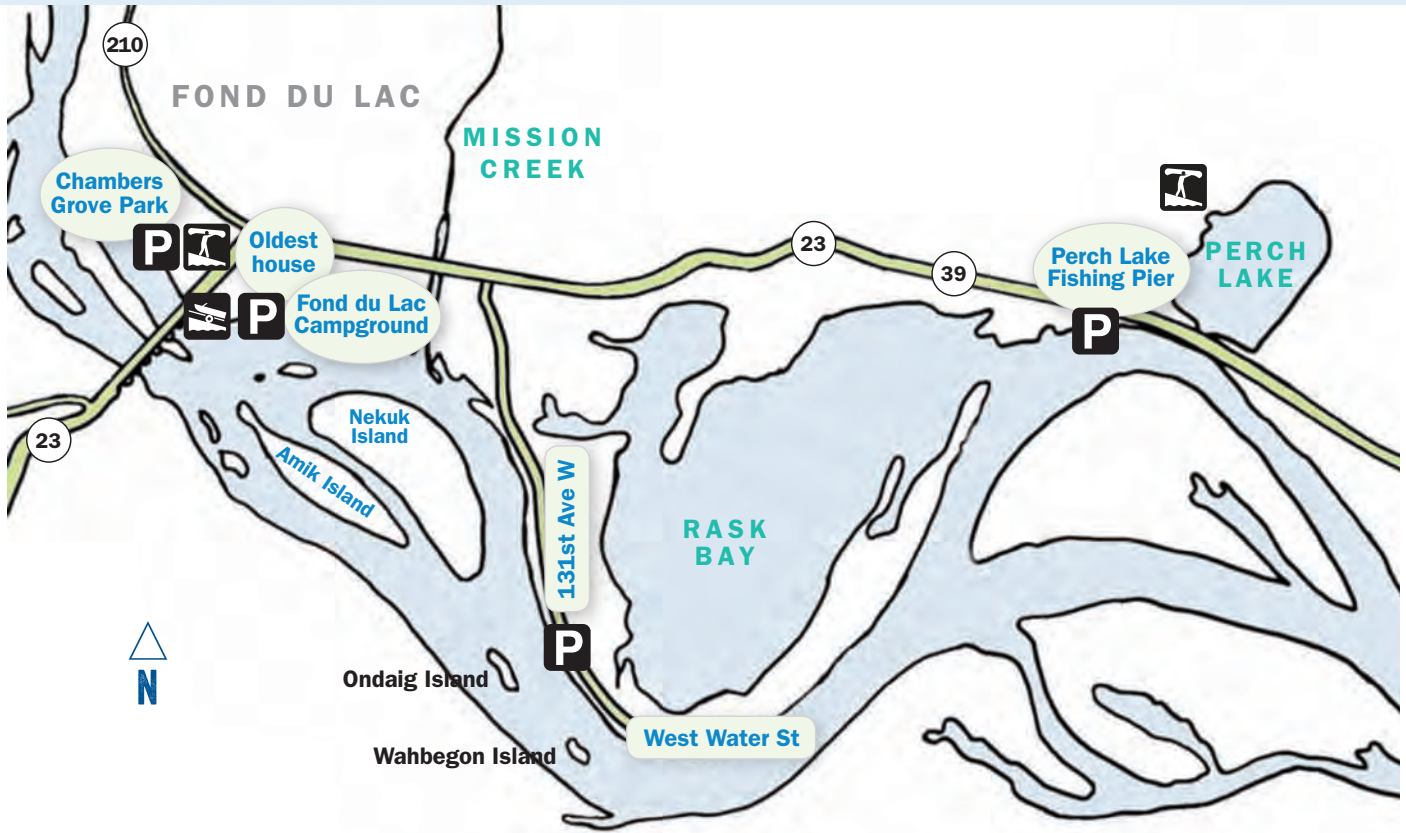 210
FOND DU LAC
MISSION
CREEK
Chambers
Grove Park
P
Oldest
house
23
39
Perch Lake
Fishing Pier
PERCH
LAKE
P
Fond du Lac
Campground
P
Nekuk
Island
Amik Island
23
131st Ave W
RASK
BAY
P
N
Ondaig Island
West Water St
Wahbegon Island